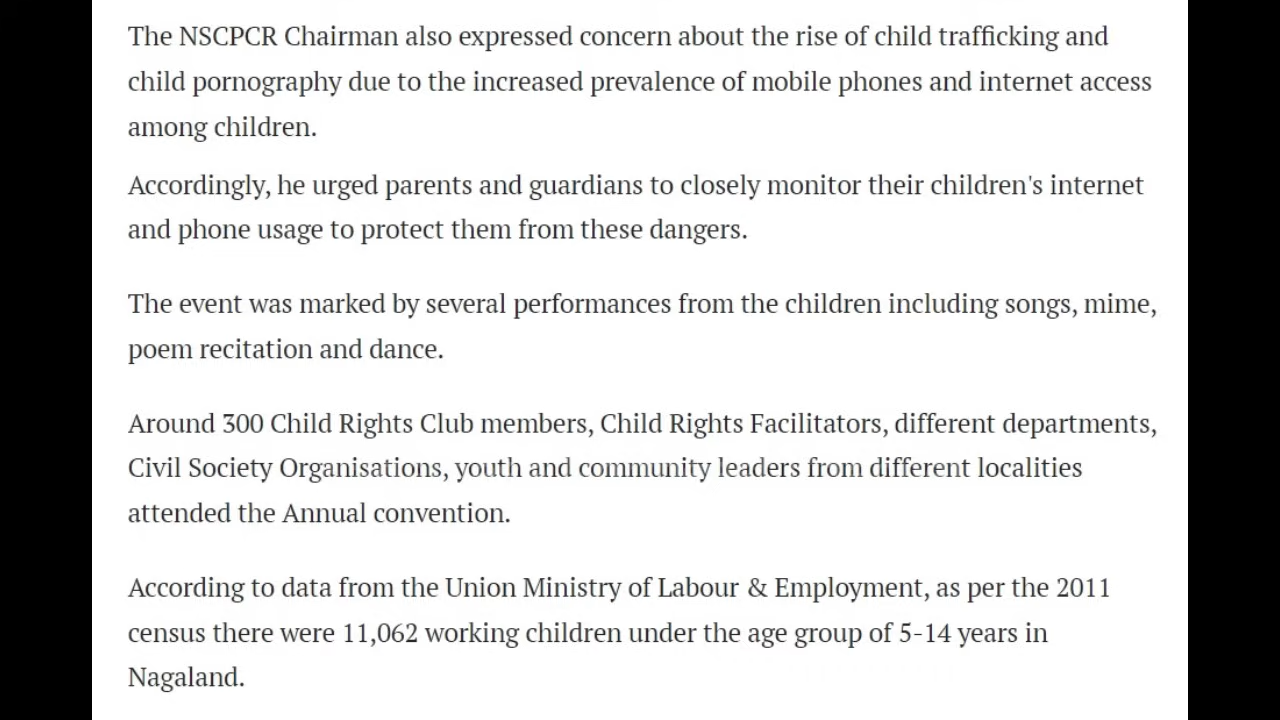 The NSCPCR Chairman also expressed concern about the rise of child trafficking and
child pornography due to the increased prevalence of mobile phones and internet access
among children.
Accordingly, he urged parents and guardians to closely monitor their children's internet
and phone usage to protect them from these dangers.
The event was marked by several performances from the children including songs, mime,
poem recitation and dance.
Around 300 Child Rights Club members, Child Rights Facilitators, different departments,
Civil Society Organisations, youth and community leaders from different localities
attended the Annual convention.
According to data from the Union Ministry of Labour & Employment, as per the 2011
census there were 11,062 working children under the age group of 5-14 years in
Nagaland.